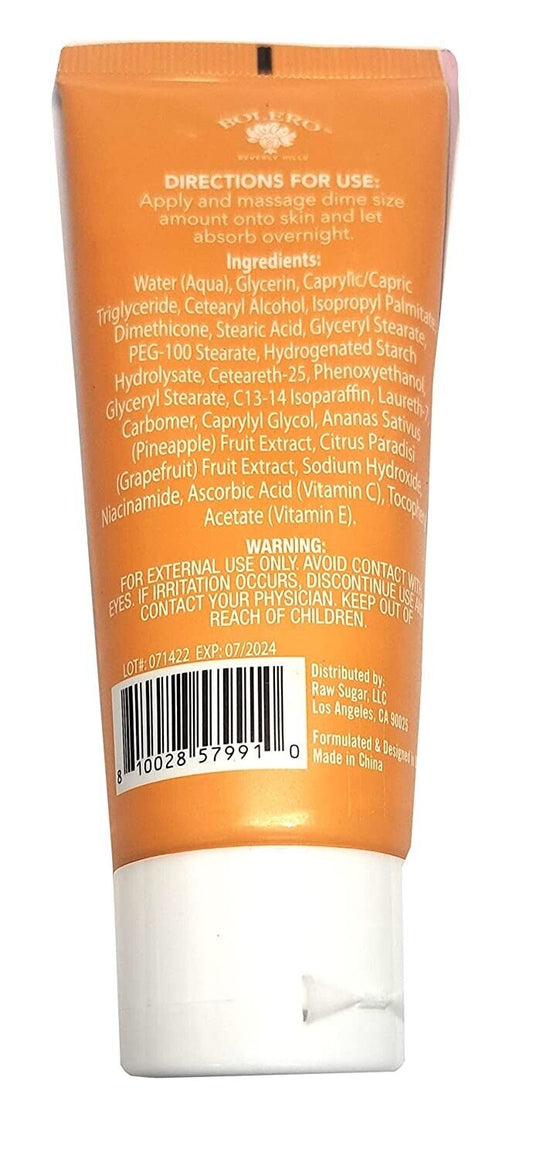 BOLERO
BEVERLY HILLS
DIRECTIONS FOR USE:
Apply and massage dime size
amount onto skin and let
absorb overnight.
Ingredients:
Water (Aqua), Glycerin, Caprylic/Capric
Triglyceride, Cetearyl Alcohol, Isopropyl Palmitate,
Dimethicone, Stearic Acid, Glyceryl Stearate,
PEG-100 Stearate, Hydrogenated Starch
Hydrolysate, Ceteareth-25, Phenoxyethanol,
Glyceryl Stearate, C13-14 Isoparaffin, Laureth-7,
Carbomer, Caprylyl Glycol, Ananas Sativus
(Pineapple) Fruit Extract, Citrus Paradisi
(Grapefruit) Fruit Extract, Sodium Hydroxide,
Niacinamide, Ascorbic Acid (Vitamin C),
Acetate (Vitamin E).
WARNING:
FOR EXTERNAL USE ONLY. AVOID CONTACT WITH
EYES. IF IRRITATION OCCURS, DISCONTINUE USE
CONTACT YOUR PHYSICIAN. KEEP OUT OF
REACH OF CHILDREN.
LOT#: 071422 EXP: 07/2024
8 10028 57991 0
Distributed by:
Raw Sugar, LLC
Los Angeles, CA 90025
Formulated & Designed in
Made in China